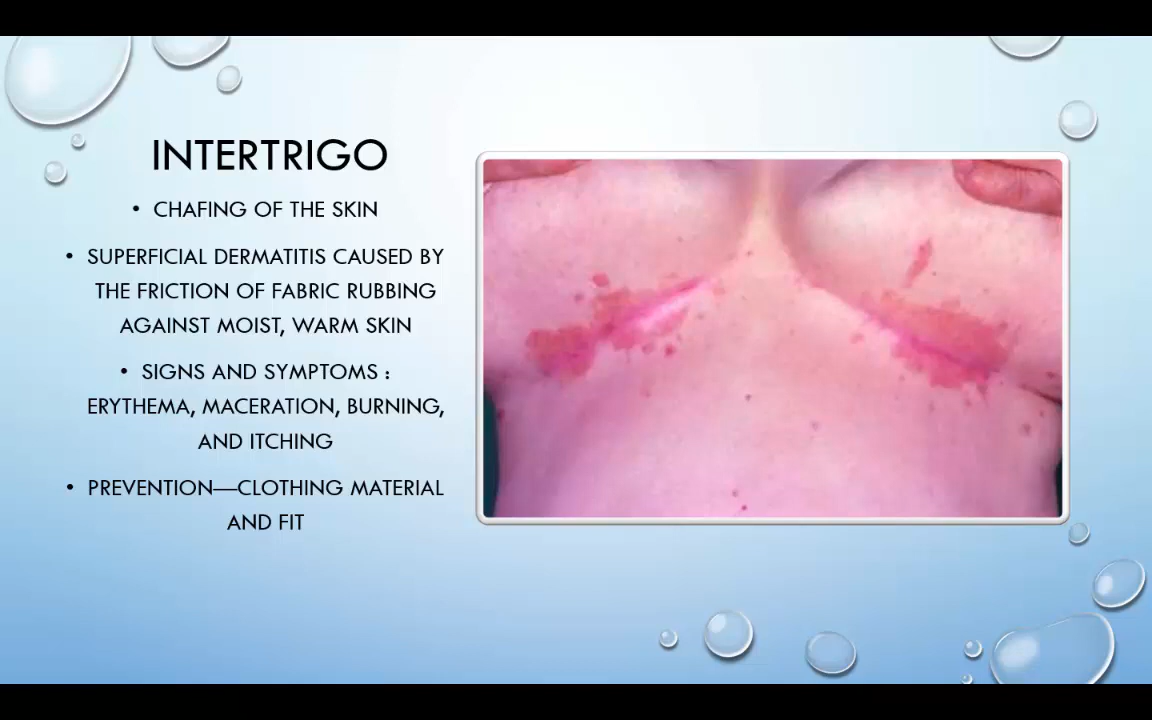 INTERTRIGO
• CHAFING OF THE SKIN
• SUPERFICIAL DERMATITIS CAUSED BY
THE FRICTION OF FABRIC RUBBING
AGAINST MOIST, WARM SKIN
• SIGNS AND SYMPTOMS :
ERYTHEMA, MACERATION, BURNING,
AND ITCHING
• PREVENTION—CLOTHING MATERIAL
AND FIT